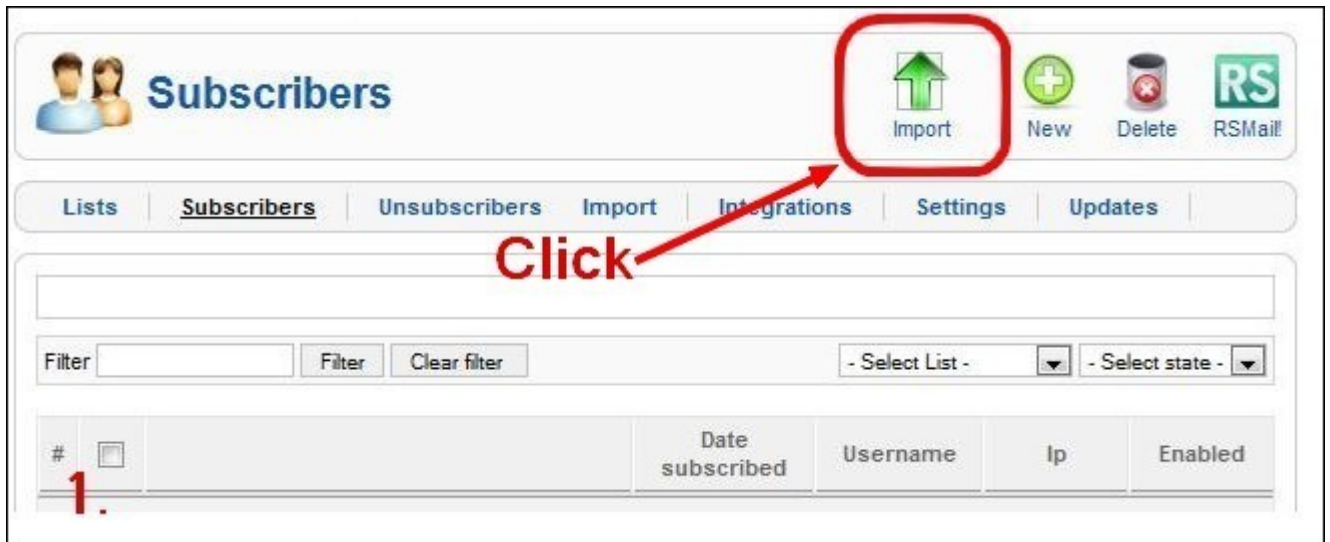 Subscribers
Import
New
Delete
RS
RSMail!
Lists
Subscribers
Unsubscribers
Import
Integrations
Settings
Updates
Click
Filter
Filter
Clear filter
- Select List -
- Select state -
#
Date
subscribed
Username
Ip
Enabled
1.